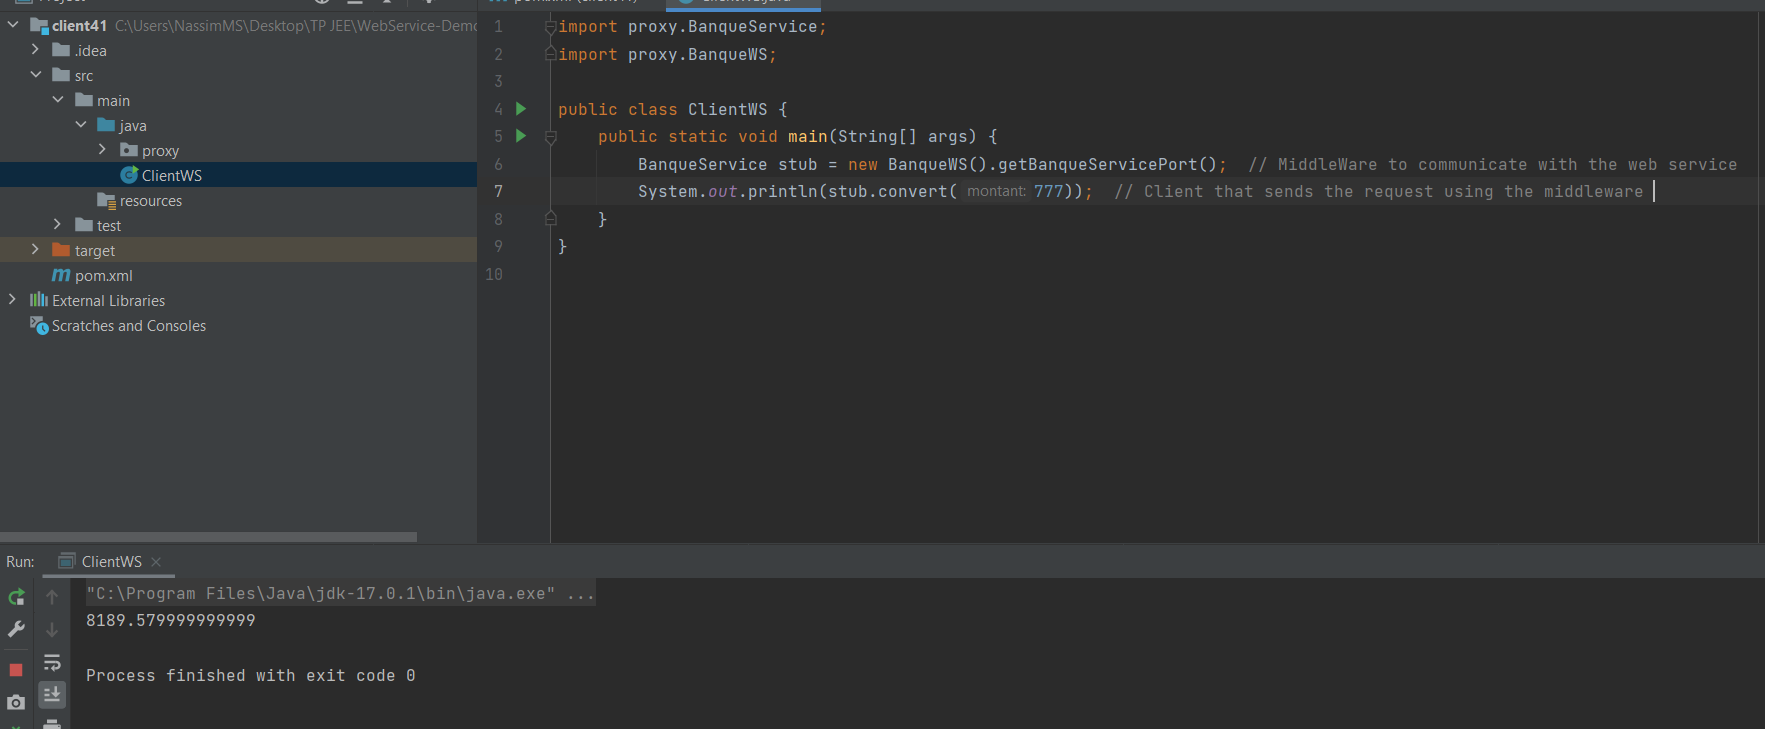 client41 C:\Users\NassimMS\Desktop\TP JEE\WebService-Demo
.idea
src
main
java
proxy
ClientWS
resources
test
target
pom.xml
External Libraries
Scratches and Consoles
1 import proxy.BanqueService;
2 import proxy.BanqueWS;
3
4 public class ClientWS {
5 public static void main(String[] args) {
6 BanqueService stub = new BanqueWS().getBanqueServicePort(); // MiddleWare to communicate with the web service
7 System.out.println(stub.convert( montant: 777)); // Client that sends the request using the middleware
8 }
9 }
10
Run: ClientWS
"C:\Program Files\Java\jdk-17.0.1\bin\java.exe" ...
8189.579999999999
Process finished with exit code 0